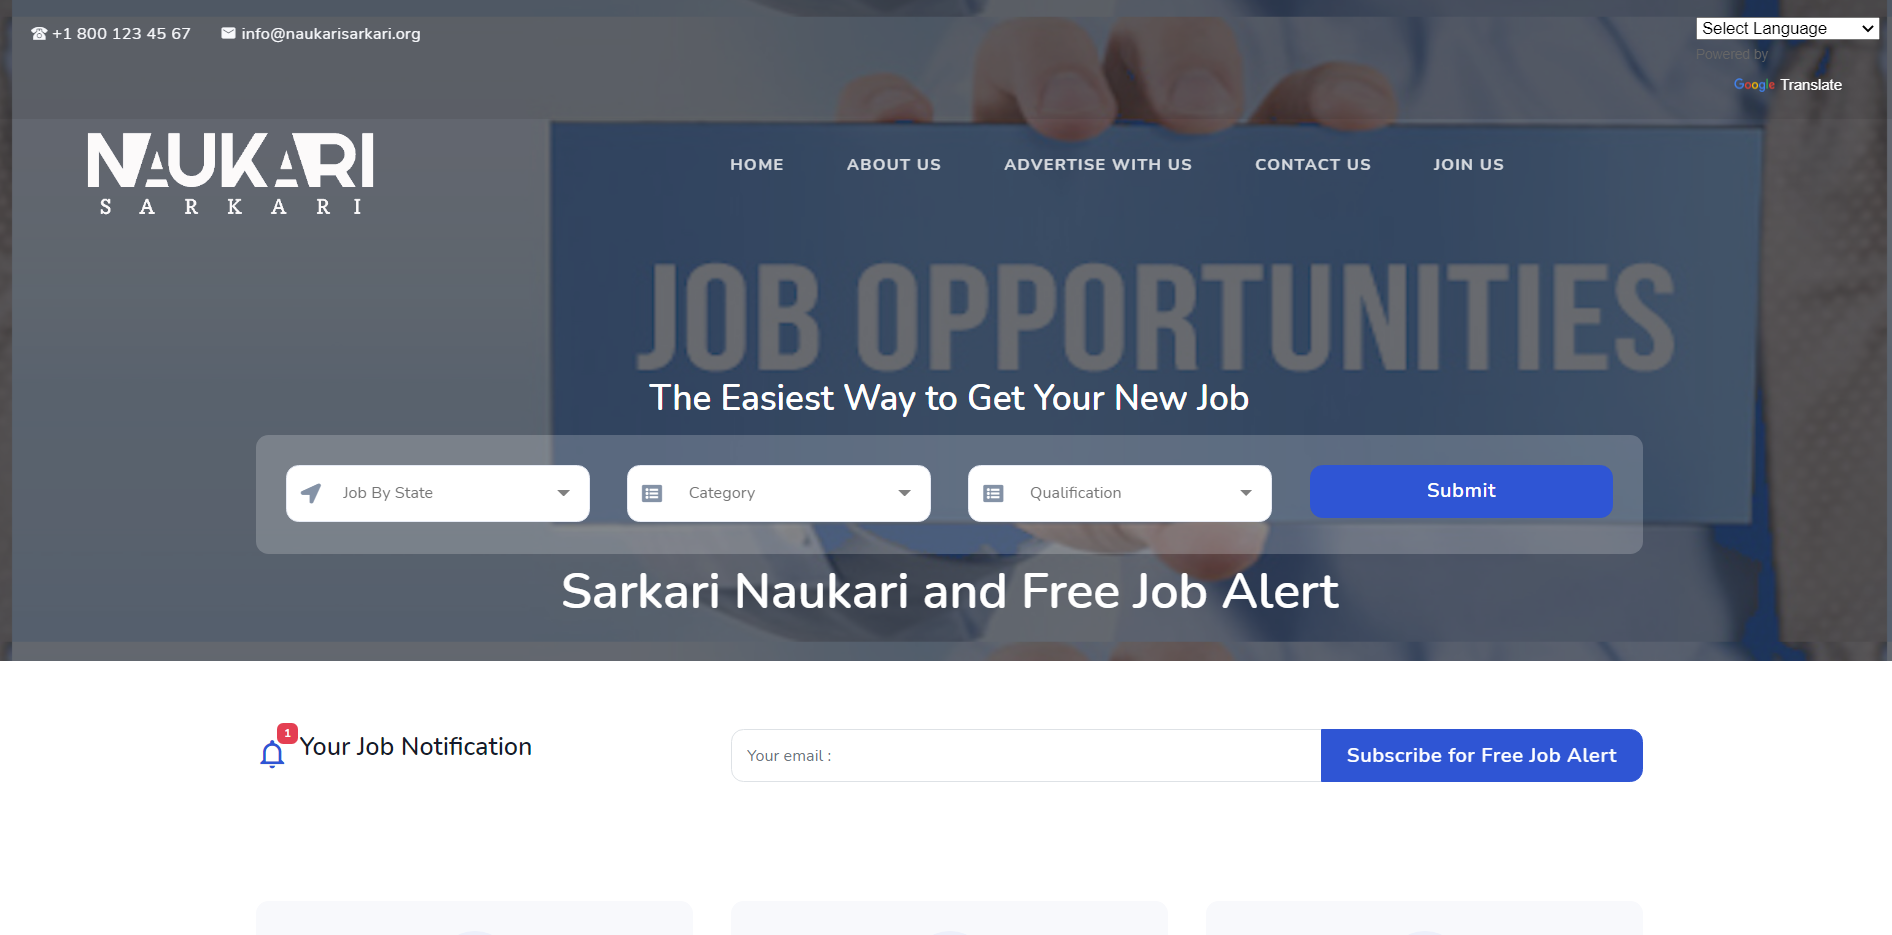 +1 800 123 45 67
info@naukarisarkari.org
Select Language
Powered by
Google Translate
NAUKARI
SARKARI
HOME
ABOUT US
ADVERTISE WITH US
CONTACT US
JOIN US
JOB OPPORTUNITIES
The Easiest Way to Get Your New Job
Job By State
Category
Qualification
Submit
Sarkari Naukari and Free Job Alert
1
Your Job Notification
Your email :
Subscribe for Free Job Alert